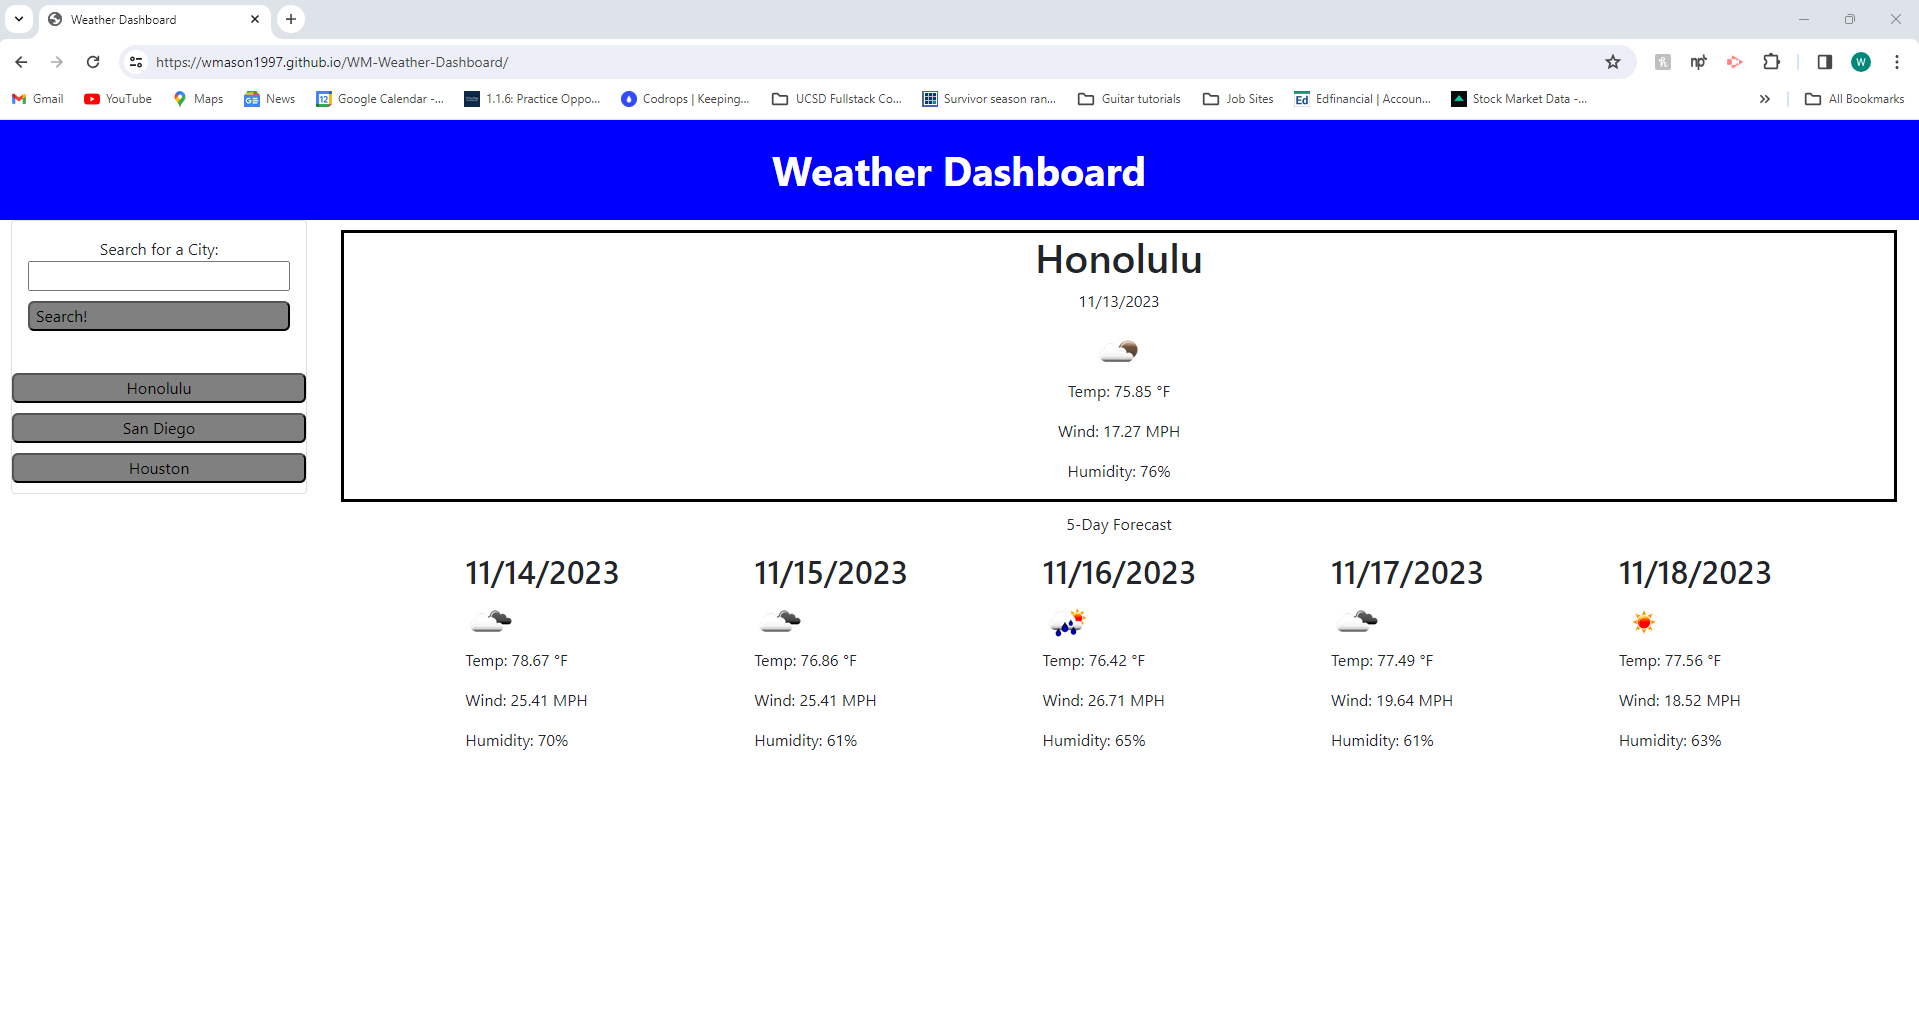 Weather Dashboard
https://wmason1997.github.io/WM-Weather-Dashboard/
W
Gmail YouTube Maps News Google Calendar -... 1.1.6: Practice Oppo... Codrops | Keeping... UCSD Fullstack Co... Survivor season ran... Guitar tutorials Job Sites Edfinancial | Accoun... Stock Market Data -... » All Bookmarks
Weather Dashboard
Search for a City:
Search!
Honolulu
San Diego
Houston
Honolulu
11/13/2023
Temp: 75.85 °F
Wind: 17.27 MPH
Humidity: 76%
5-Day Forecast
11/14/2023
Temp: 78.67 °F
Wind: 25.41 MPH
Humidity: 70%
11/15/2023
Temp: 76.86 °F
Wind: 25.41 MPH
Humidity: 61%
11/16/2023
Temp: 76.42 °F
Wind: 26.71 MPH
Humidity: 65%
11/17/2023
Temp: 77.49 °F
Wind: 19.64 MPH
Humidity: 61%
11/18/2023
Temp: 77.56 °F
Wind: 18.52 MPH
Humidity: 63%